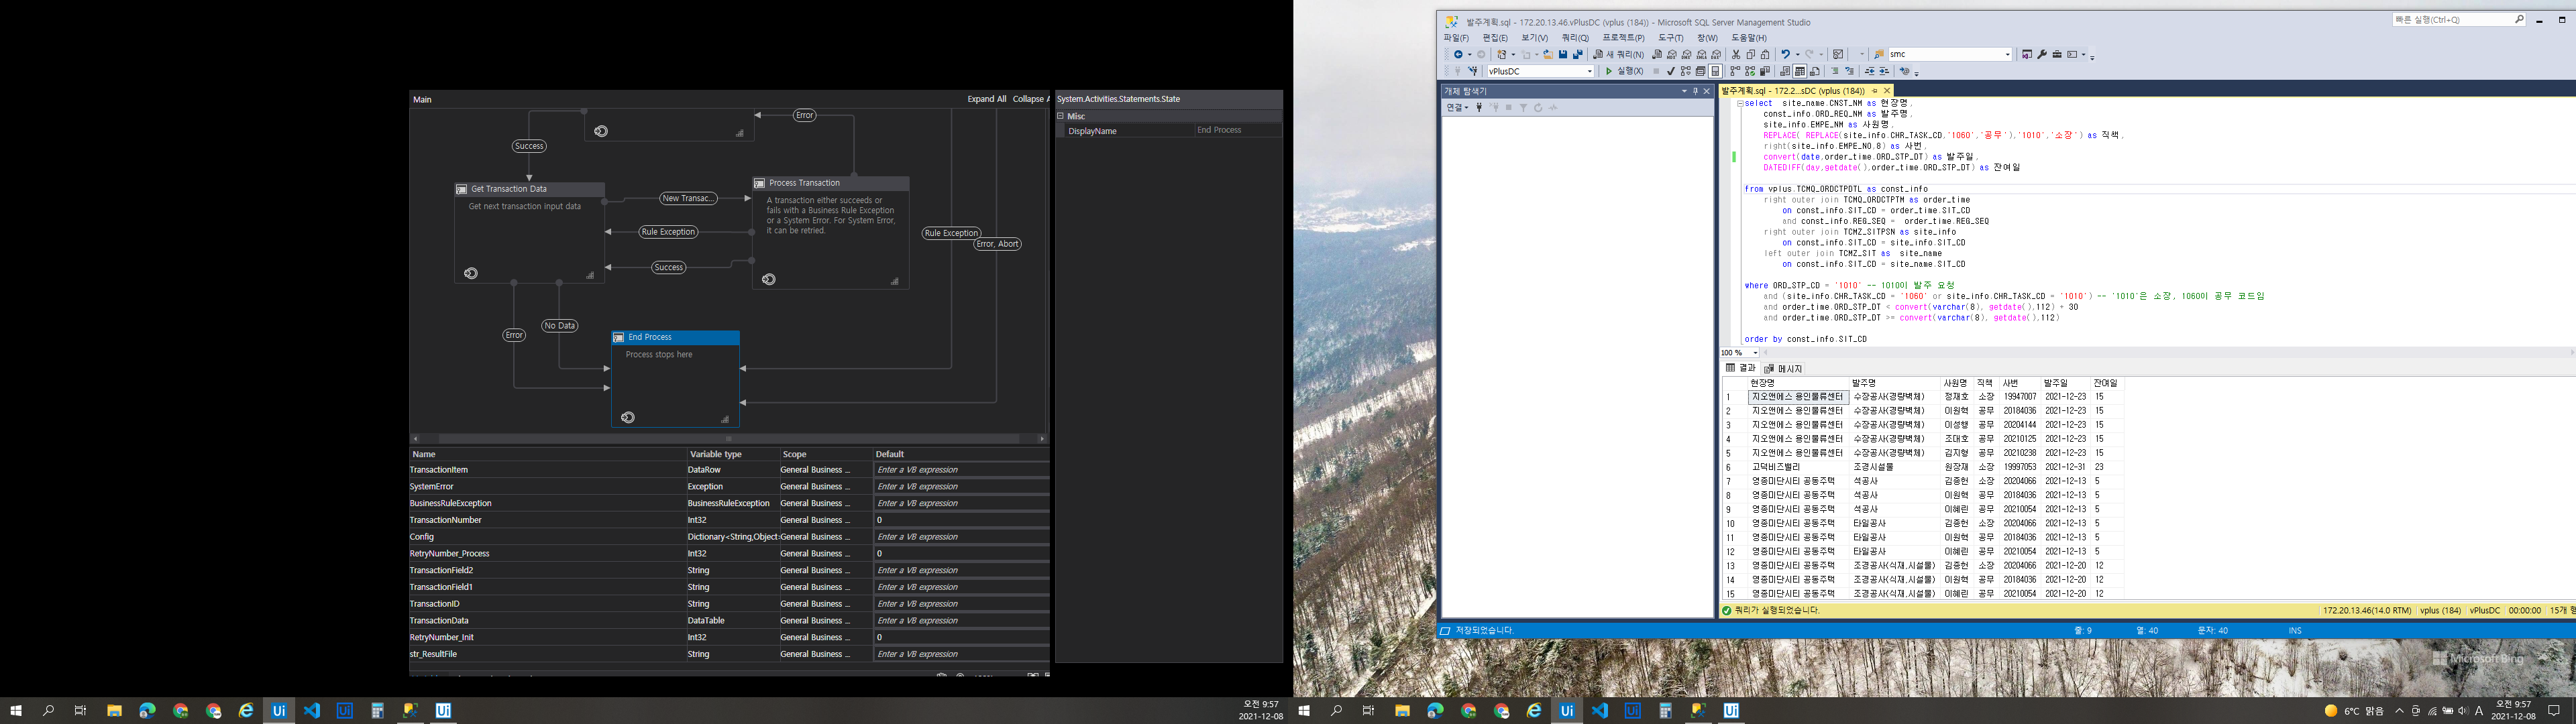 Main
Expand All
Collapse A
Error
Success
Get Transaction Data
Get next transaction input data
New Transac...
Process Transaction
A transaction either succeeds or
fails with a Business Rule Exception
or a System Error. For System Error,
it can be retried.
Rule Exception
Success
Rule Exception
Error, Abort
Error
No Data
End Process
Process stops here
Name Variable type Scope Default
TransactionItem DataRow General Business ... Enter a VB expression
SystemError Exception General Business ... Enter a VB expression
BusinessRuleException BusinessRuleException General Business ... Enter a VB expression
TransactionNumber Int32 General Business ... 0
Config Dictionary<String,Object> General Business ... Enter a VB expression
RetryNumber_Process Int32 General Business ... 0
TransactionField2 String General Business ... Enter a VB expression
TransactionField1 String General Business ... Enter a VB expression
TransactionID String General Business ... Enter a VB expression
TransactionData DataTable General Business ... Enter a VB expression
RetryNumber_Init Int32 General Business ... 0
str_ResultFile String General Business ... Enter a VB expression
System.Activities.Statements.State
Misc
DisplayName End Process
오전 9:57
2021-12-08
발주계획.sql - 172.20.13.46.vPlusDC (vplus (184)) - Microsoft SQL Server Management Studio
빠른 실행(Ctrl+Q)
파일(F) 편집(E) 보기(V) 쿼리(Q) 프로젝트(P) 도구(T) 창(W) 도움말(H)
새 쿼리(N)
smc
vPlusDC
실행(X)
개체 탐색기
연결
발주계획.sql - 172.2...sDC (vplus (184))
select site_name.CNST_NM as 현장명,
const_info.ORD_REQ_NM as 발주명,
site_info.EMPE_NM as 사원명,
REPLACE( REPLACE(site_info.CHR_TASK_CD,'1060','공무'),'1010','소장') as 직책,
right(site_info.EMPE_NO,8) as 사번,
convert(date,order_time.ORD_STP_DT) as 발주일,
DATEDIFF(day,getdate(),order_time.ORD_STP_DT) as 잔여일
from vplus.TCMQ_ORDCTPDTL as const_info
right outer join TCMQ_ORDCTPTM as order_time
on const_info.SIT_CD = order_time.SIT_CD
and const_info.REG_SEQ = order_time.REG_SEQ
right outer join TCMZ_SITPSN as site_info
on const_info.SIT_CD = site_info.SIT_CD
left outer join TCMZ_SIT as site_name
on const_info.SIT_CD = site_name.SIT_CD
where ORD_STP_CD = '1010' -- 1010이 발주 요청
and (site_info.CHR_TASK_CD = '1060' or site_info.CHR_TASK_CD = '1010') -- '1010'은 소장, 1060이 공무 코드임
and order_time.ORD_STP_DT < convert(varchar(8), getdate(),112) + 30
and order_time.ORD_STP_DT >= convert(varchar(8), getdate(),112)
order by const_info.SIT_CD
100 %
결과 메시지
현장명 발주명 사원명 직책 사번 발주일 잔여일
1 지오앤에스 용인물류센터 수장공사(경량벽체) 정재호 소장 19947007 2021-12-23 15
2 지오앤에스 용인물류센터 수장공사(경량벽체) 이원혁 공무 20184036 2021-12-23 15
3 지오앤에스 용인물류센터 수장공사(경량벽체) 이성행 공무 20204144 2021-12-23 15
4 지오앤에스 용인물류센터 수장공사(경량벽체) 조대호 공무 20210125 2021-12-23 15
5 지오앤에스 용인물류센터 수장공사(경량벽체) 김지형 공무 20210238 2021-12-23 15
6 고덕비즈밸리 조경시설물 원장재 소장 19997053 2021-12-31 23
7 영종미단시티 공동주택 석공사 김종헌 소장 20204066 2021-12-13 5
8 영종미단시티 공동주택 석공사 이원혁 공무 20184036 2021-12-13 5
9 영종미단시티 공동주택 석공사 이혜린 공무 20210054 2021-12-13 5
10 영종미단시티 공동주택 타일공사 김종헌 소장 20204066 2021-12-13 5
11 영종미단시티 공동주택 타일공사 이원혁 공무 20184036 2021-12-13 5
12 영종미단시티 공동주택 타일공사 이혜린 공무 20210054 2021-12-13 5
13 영종미단시티 공동주택 조경공사(식재,시설물) 김종헌 소장 20204066 2021-12-20 12
14 영종미단시티 공동주택 조경공사(식재,시설물) 이원혁 공무 20184036 2021-12-20 12
15 영종미단시티 공동주택 조경공사(식재,시설물) 이혜린 공무 20210054 2021-12-20 12
쿼리가 실행되었습니다.
172.20.13.46(14.0 RTM) vplus (184) vPlusDC 00:00:00 15개 행
저장되었습니다. 줄: 9 열: 40 문자: 40 INS
Microsoft Bing
6°C 맑음
A
오전 9:57
2021-12-08